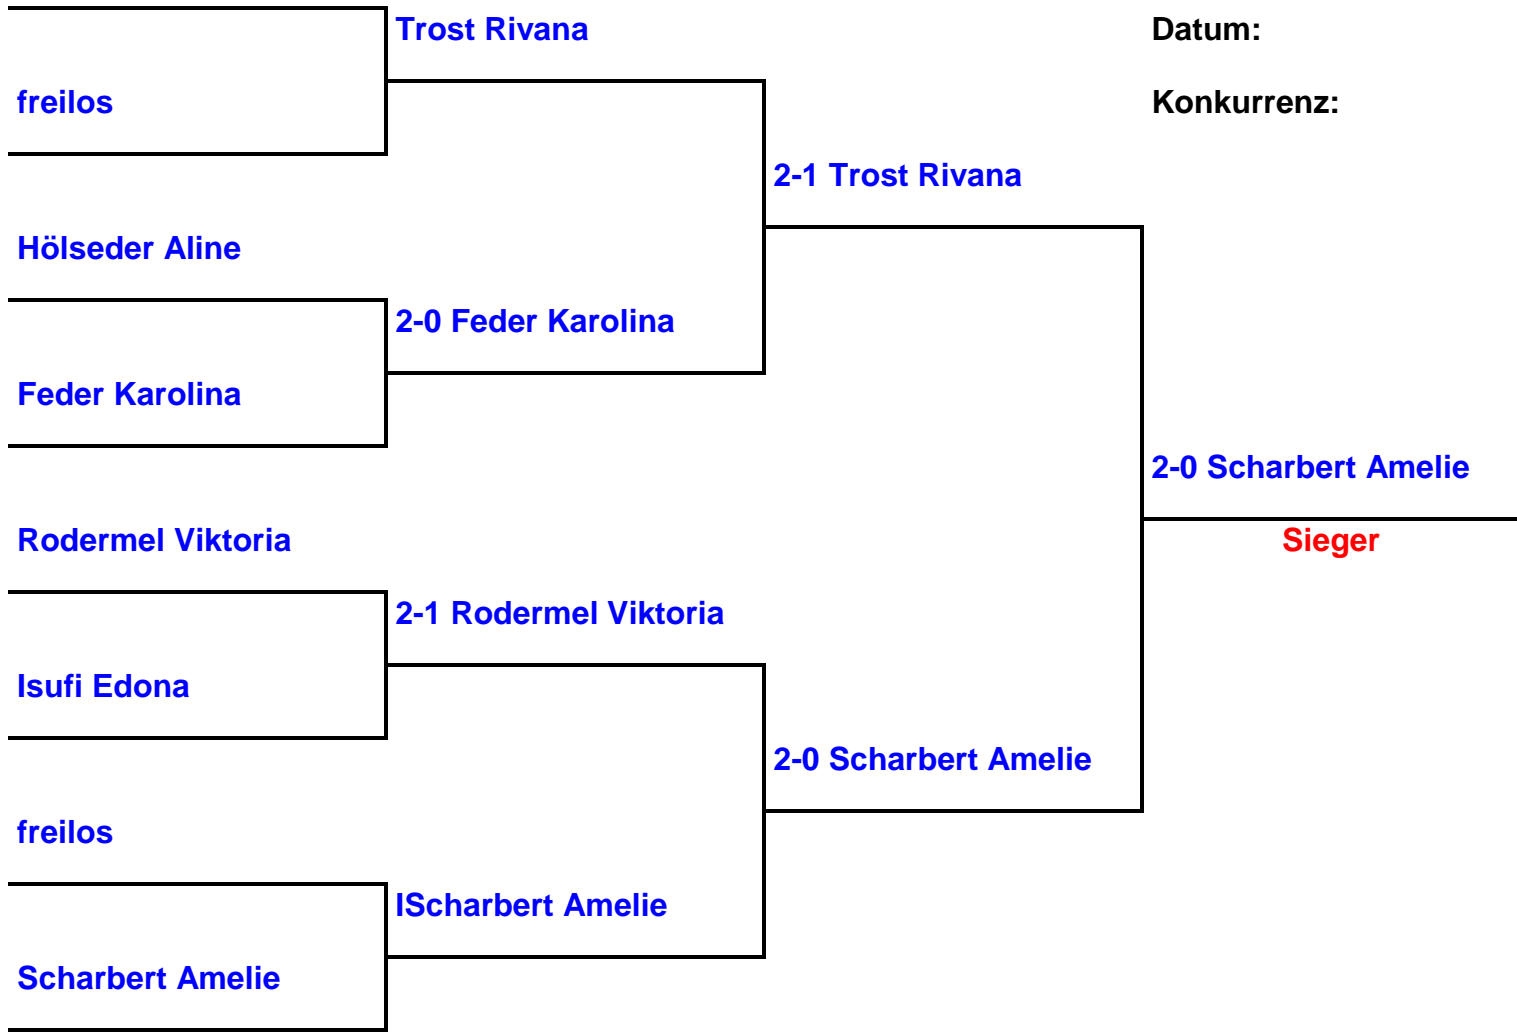 Trost Rivana
Datum:
freilos
Konkurrenz:
2-1 Trost Rivana
Hölseder Aline
2-0 Feder Karolina
Feder Karolina
2-0 Scharbert Amelie
Rodermel Viktoria
Sieger
2-1 Rodermel Viktoria
Isufi Edona
2-0 Scharbert Amelie
freilos
IScharbert Amelie
Scharbert Amelie